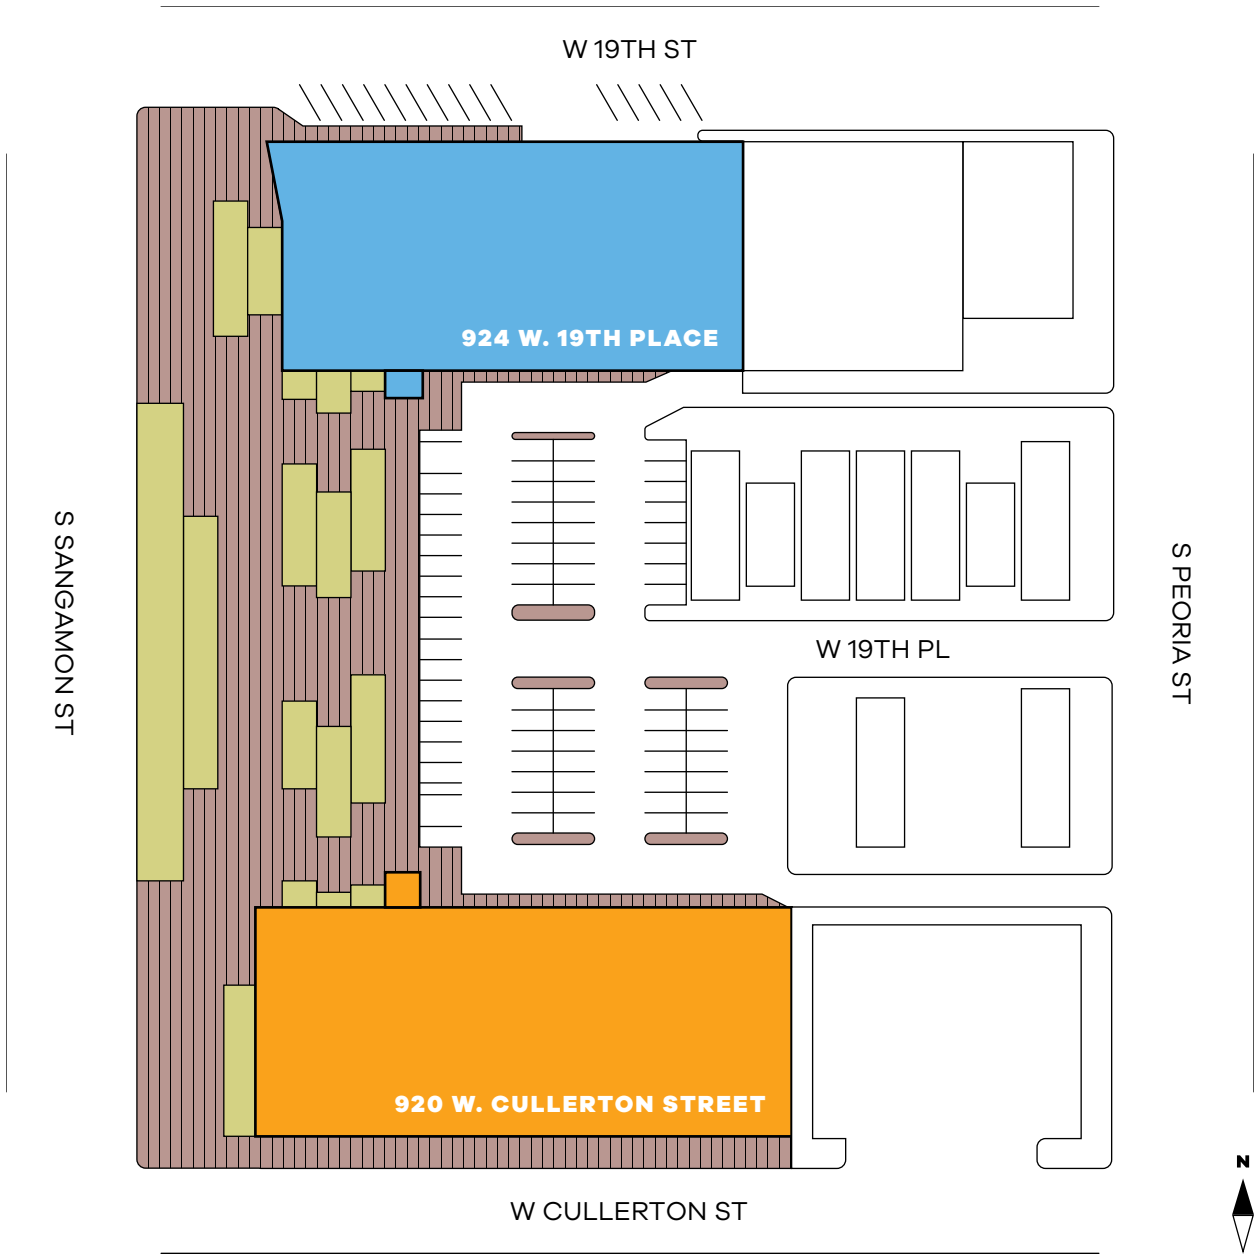 W 19TH ST
924 W. 19TH PLACE
S SANGAMON ST
S PEORIA ST
W 19TH PL
920 W. CULLERTON STREET
W CULLERTON ST
N